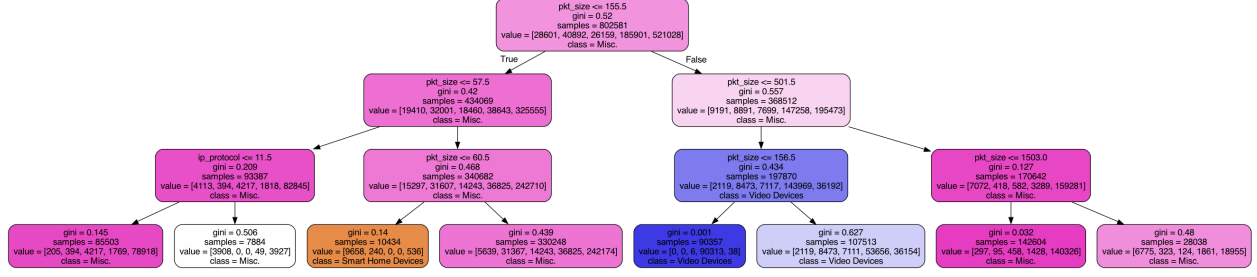 pkt_size <= 155.5
gini = 0.52
samples = 802581
value = [28601, 40892, 26159, 185901, 521028]
class = Misc.
True
False
pkt_size <= 57.5
gini = 0.42
samples = 434069
value = [19410, 32001, 18460, 38643, 325555]
class = Misc.
pkt_size <= 501.5
gini = 0.557
samples = 368512
value = [9191, 8891, 7699, 147258, 195473]
class = Misc.
ip_protocol <= 11.5
gini = 0.209
samples = 93387
value = [4113, 394, 4217, 1818, 82845]
class = Misc.
pkt_size <= 60.5
gini = 0.468
samples = 340682
value = [15297, 31607, 14243, 36825, 242710]
class = Misc.
pkt_size <= 156.5
gini = 0.434
samples = 197870
value = [2119, 8473, 7117, 143969, 36192]
class = Video Devices
pkt_size <= 1503.0
gini = 0.127
samples = 170642
value = [7072, 418, 582, 3289, 159281]
class = Misc.
gini = 0.145
samples = 85503
value = [205, 394, 4217, 1769, 78918]
class = Misc.
gini = 0.506
samples = 7884
value = [3908, 0, 0, 49, 3927]
class = Misc.
gini = 0.14
samples = 10434
value = [9658, 240, 0, 0, 536]
class = Smart Home Devices
gini = 0.439
samples = 330248
value = [5639, 31367, 14243, 36825, 242174]
class = Misc.
gini = 0.001
samples = 90357
value = [0, 0, 6, 90313, 38]
class = Video Devices
gini = 0.627
samples = 107513
value = [2119, 8473, 7111, 53656, 36154]
class = Video Devices
gini = 0.032
samples = 142604
value = [297, 95, 458, 1428, 140326]
class = Misc.
gini = 0.48
samples = 28038
value = [6775, 323, 124, 1861, 18955]
class = Misc.